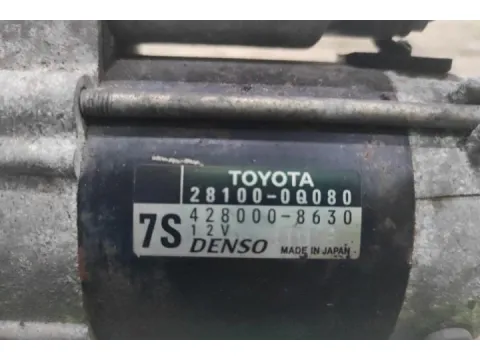 TOYOTA
28100-0Q080
7S 428000-8630
12V
DENSO MADE IN JAPAN